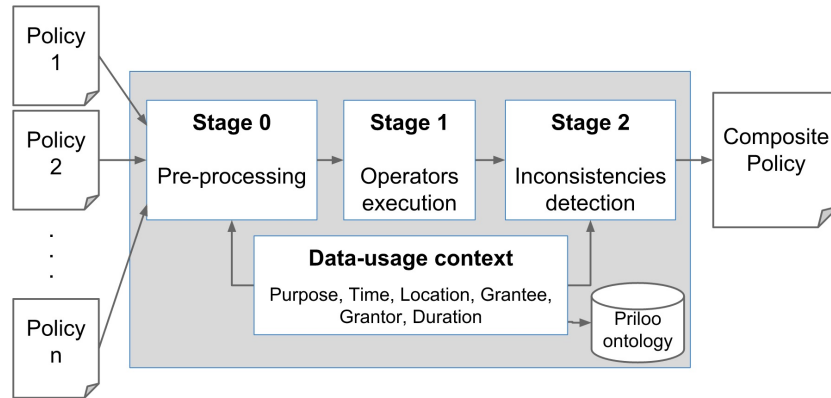 Policy
1
Policy
2
.
.
.
Policy
n
Stage 0
Pre-processing
Stage 1
Operators
execution
Stage 2
Inconsistencies
detection
Data-usage context
Purpose, Time, Location, Grantee,
Grantor, Duration
Priloo
ontology
Composite
Policy